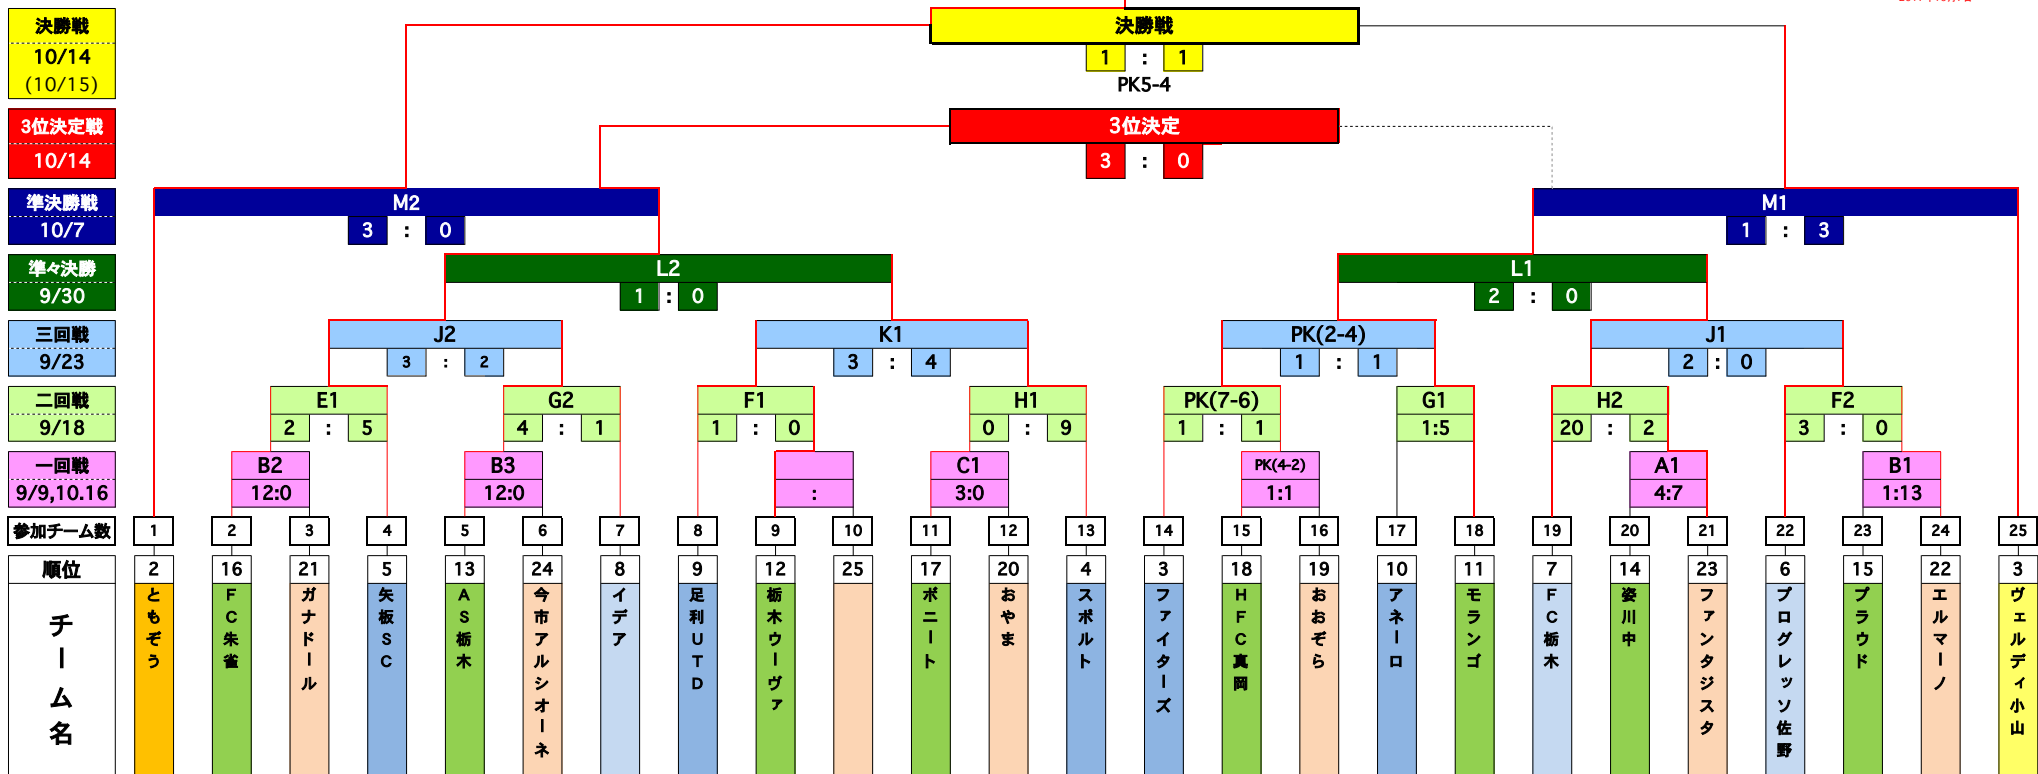 決勝戦
10/14
(10/15)
決勝戦
1 : 1
PK5-4
3位決定戦
10/14
3位決定
3 : 0
準決勝戦
10/7
M2
3 : 0
M1
1 : 3
準々決勝
9/30
L2
1 : 0
L1
2 : 0
三回戦
9/23
J2
3 : 2
K1
3 : 4
PK(2-4)
1 : 1
J1
2 : 0
二回戦
9/18
E1
2 : 5
G2
4 : 1
F1
1 : 0
H1
0 : 9
PK(7-6)
1 : 1
G1
1:5
H2
20 : 2
F2
3 : 0
一回戦
9/9,10.16
B2
12:0
B3
12:0
:
C1
3:0
PK(4-2)
1:1
A1
4:7
B1
1:13
参加チーム数 1 2 3 4 5 6 7 8 9 10 11 12 13 14 15 16 17 18 19 20 21 22 23 24 25
順位 2 16 21 5 13 24 8 9 12 25 17 20 4 3 18 19 10 11 7 14 23 6 15 22 3
チーム名
ともぞう
FC朱雀
ガナドール
矢板SC
AS栃木
今市アルシオーネ
イデア
足利UTD
栃木ウーヴァ
ボニート
おやま
スポルト
ファイターズ
HFC真岡
おおぞら
アネーロ
モランゴ
FC栃木
姿川中
ファンタジスタ
プログレッソ佐野
プラウド
エルマーノ
ヴェルディ小山